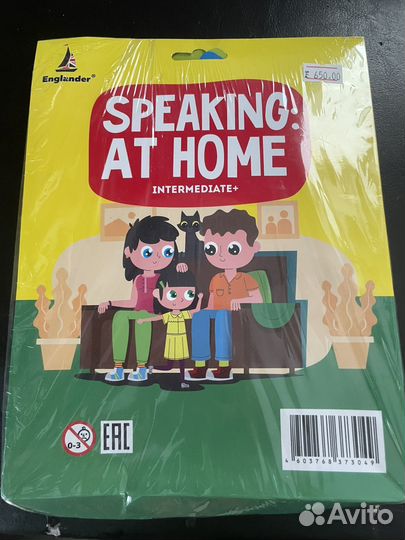 Englander®
₤ 650.00
SPEAKING:
AT HOME
INTERMEDIATE+
0-3
EAC
4 603768 373049
Avito